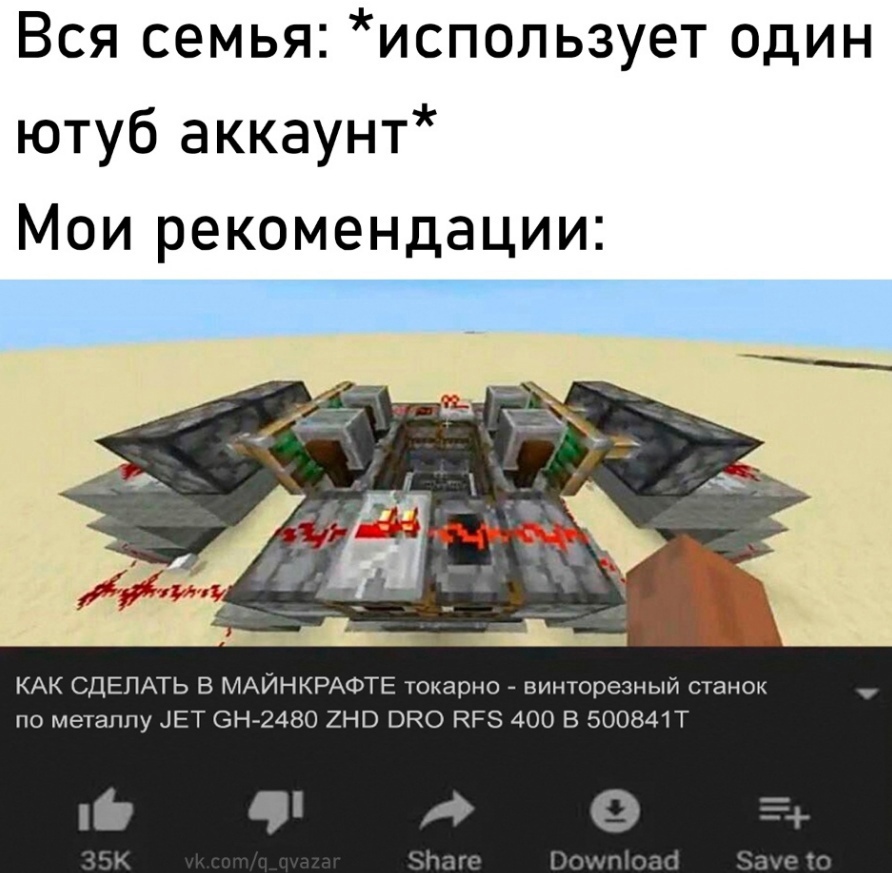 Вся семья: *использует один
ютуб аккаунт*
Мои рекомендации:
КАК СДЕЛАТЬ В МАЙНКРАФТЕ токарно - винторезный станок
по металлу JET GH-2480 ZHD DRO RFS 400 В 500841T
35K vk.com/q_qvazar Share Download Save to